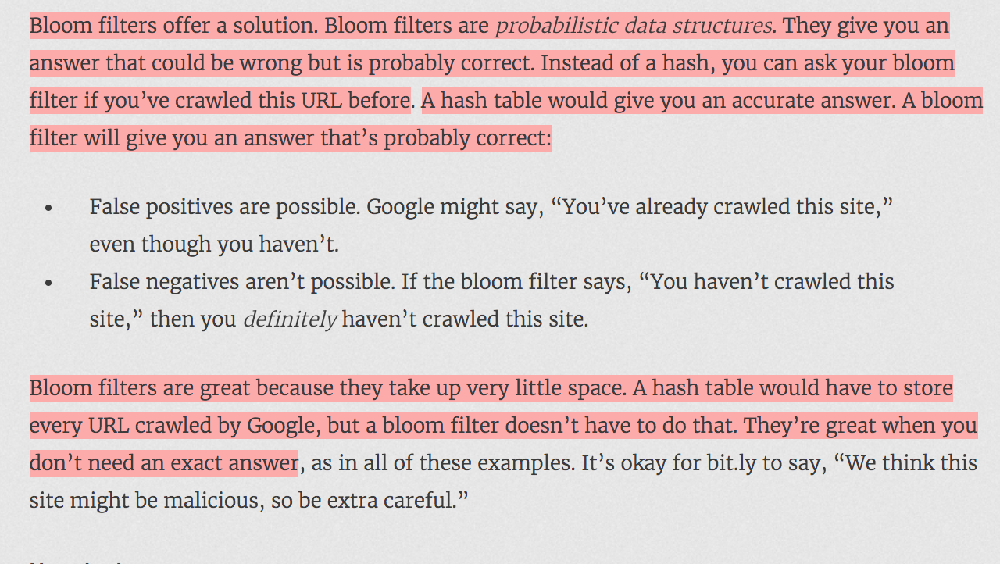 Bloom filters offer a solution. Bloom filters are probabilistic data structures. They give you an
answer that could be wrong but is probably correct. Instead of a hash, you can ask your bloom
filter if you’ve crawled this URL before. A hash table would give you an accurate answer. A bloom
filter will give you an answer that’s probably correct:
• False positives are possible. Google might say, “You’ve already crawled this site,”
even though you haven’t.
• False negatives aren’t possible. If the bloom filter says, “You haven’t crawled this
site,” then you definitely haven’t crawled this site.
Bloom filters are great because they take up very little space. A hash table would have to store
every URL crawled by Google, but a bloom filter doesn’t have to do that. They’re great when you
don’t need an exact answer, as in all of these examples. It’s okay for bit.ly to say, “We think this
site might be malicious, so be extra careful.”